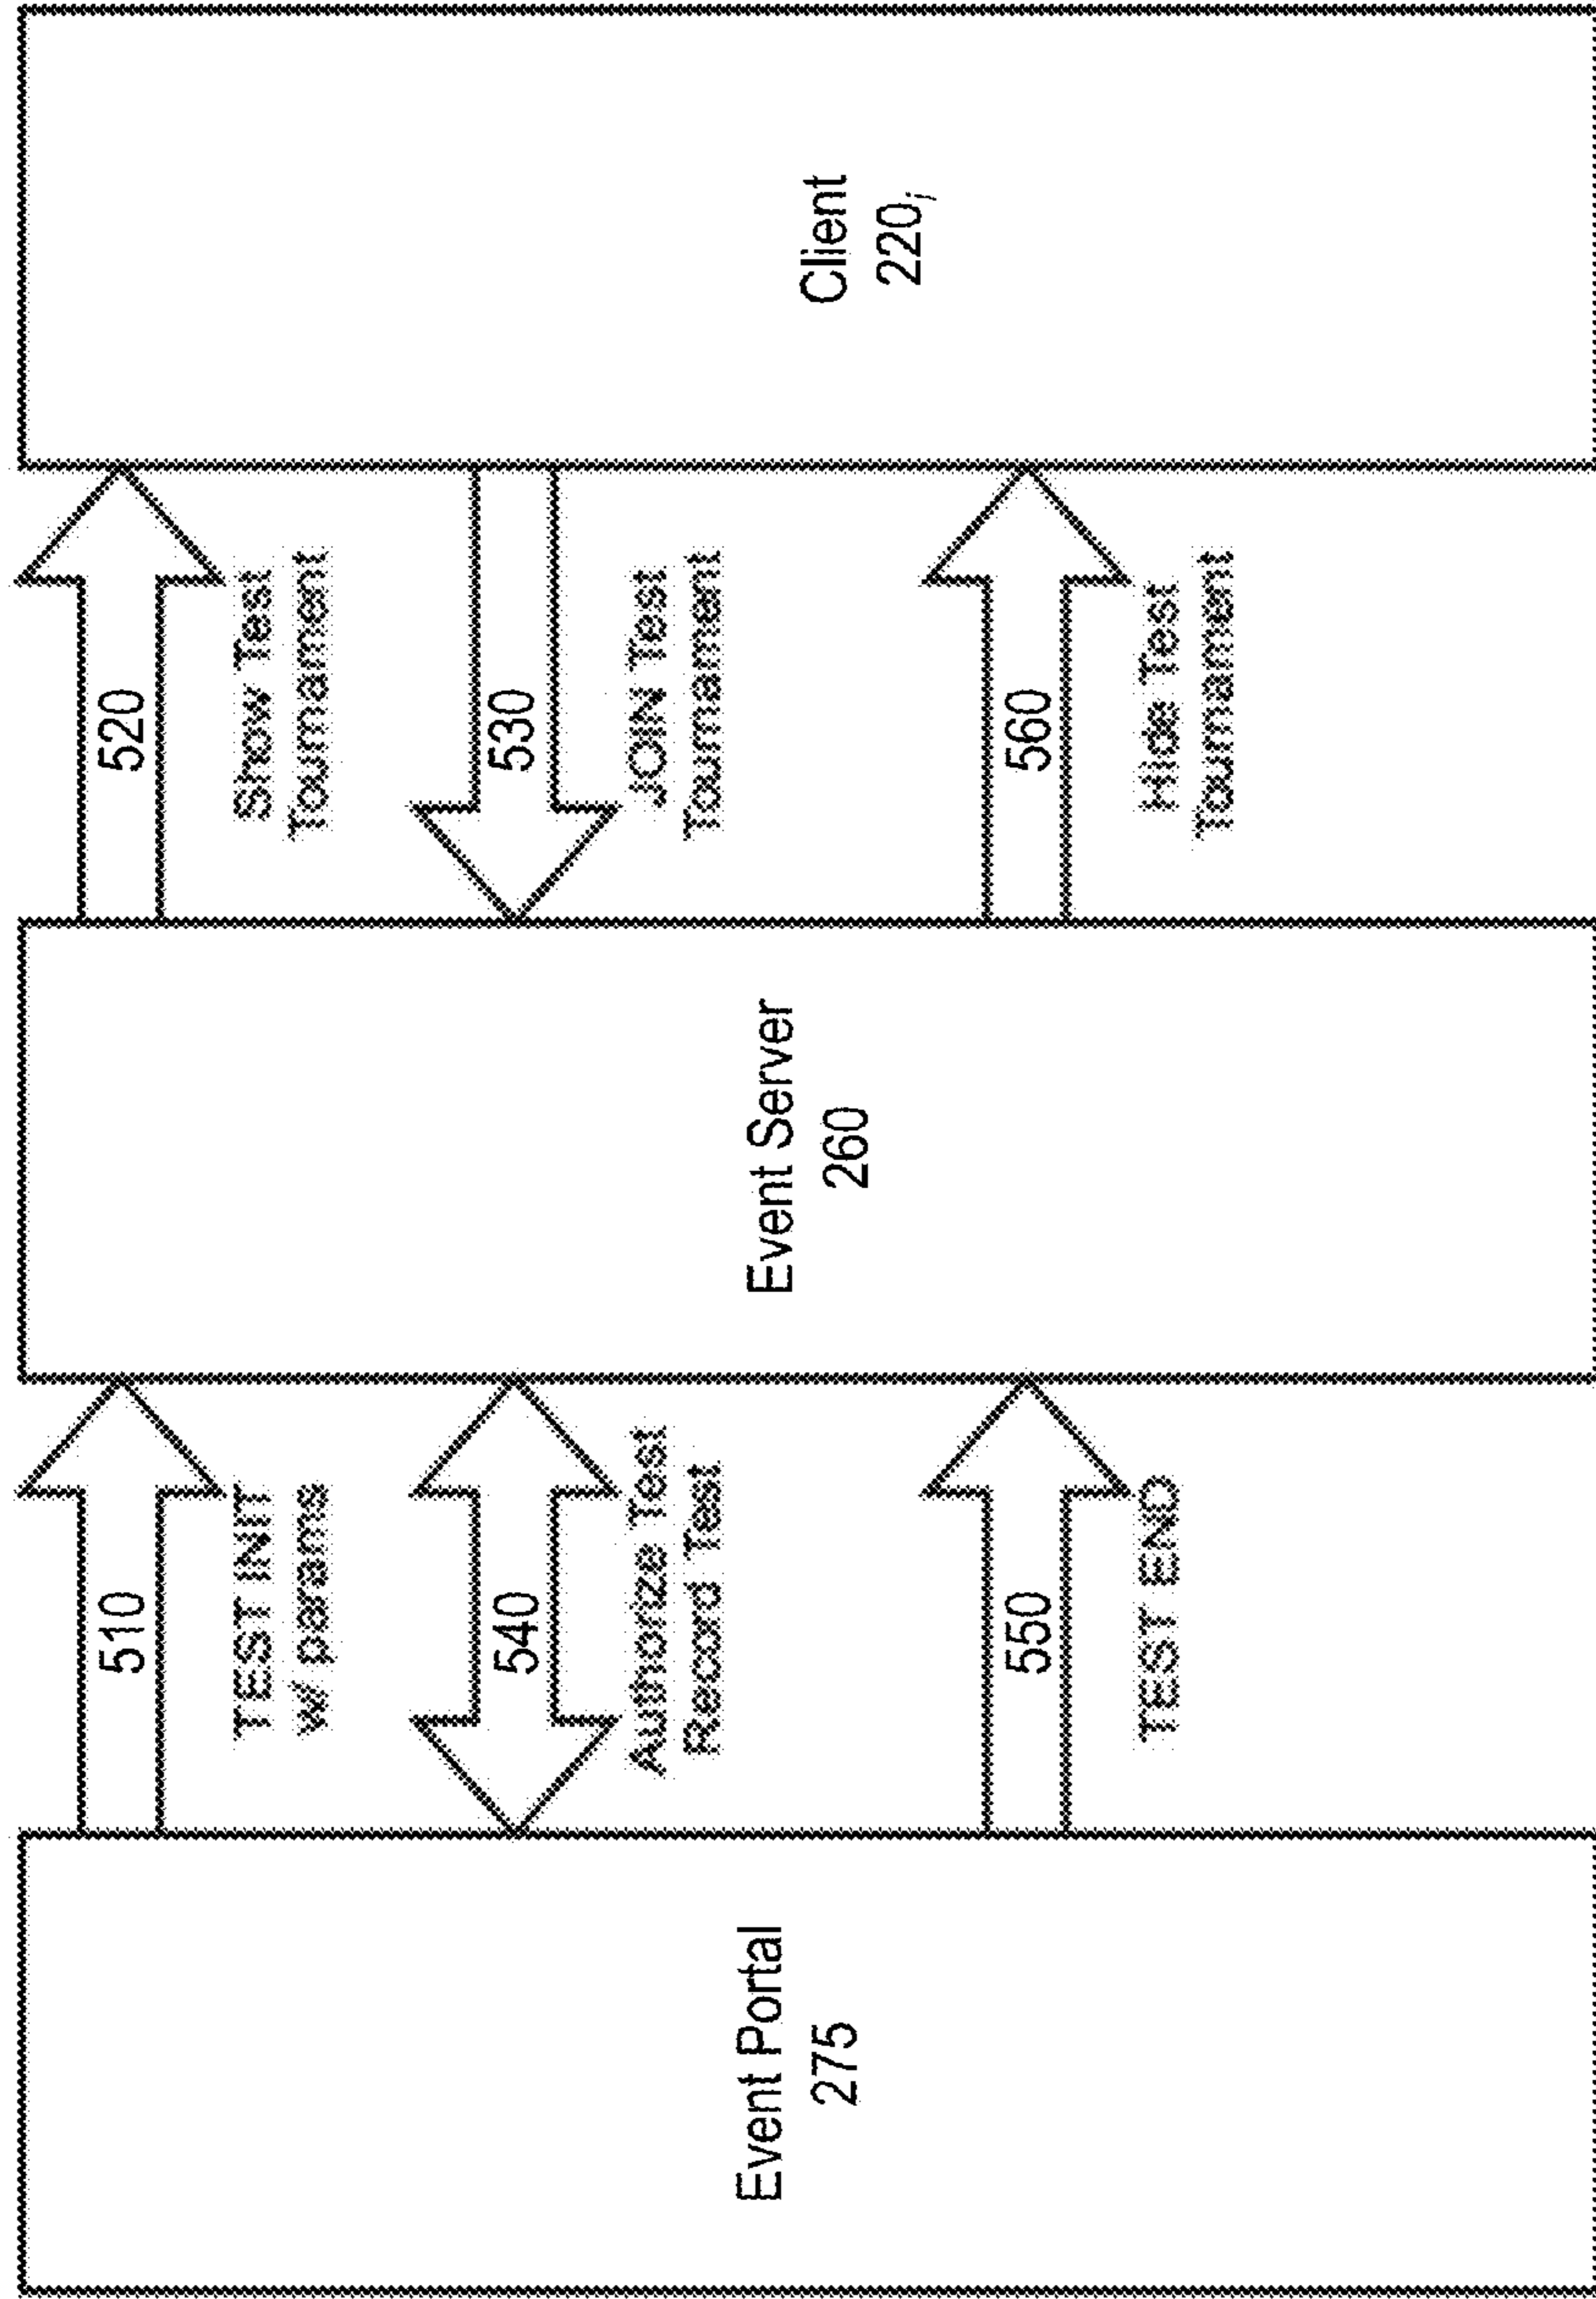 Event Portal
275
510
TEST INIT
w/ params
540
Authorize Test
Record Test
550
TEST END
Event Server
260
520
Show Test
Tournament
530
JOIN Test
Tournament
560
Hide Test
Tournament
Client
220i